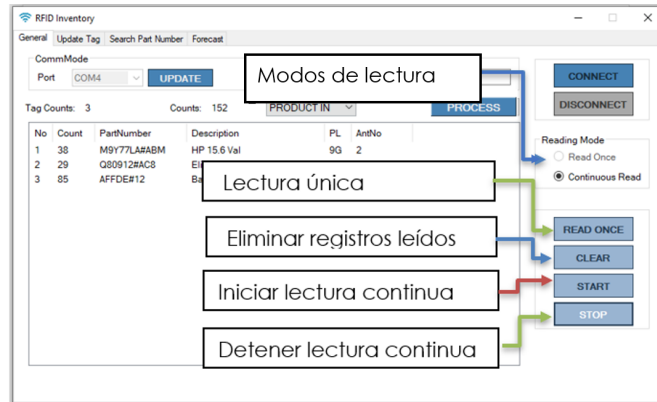 RFID Inventory
General Update Tag Search Part Number Forecast
CommMode
Port COM4 UPDATE
Modos de lectura
CONNECT
Tag Counts: 3 Counts: 152 PRODUCT IN PROCESS
DISCONNECT
No Count PartNumber Description PL AntNo
1 38 M9Y77LA#ABM HP 15.6 Val 9G 2
2 29 Q80912#AC8
3 85 AFFDE#12
Reading Mode
Read Once
Continuous Read
Lectura única
READ ONCE
Eliminar registros leídos
CLEAR
Iniciar lectura continua
START
STOP
Detener lectura continua